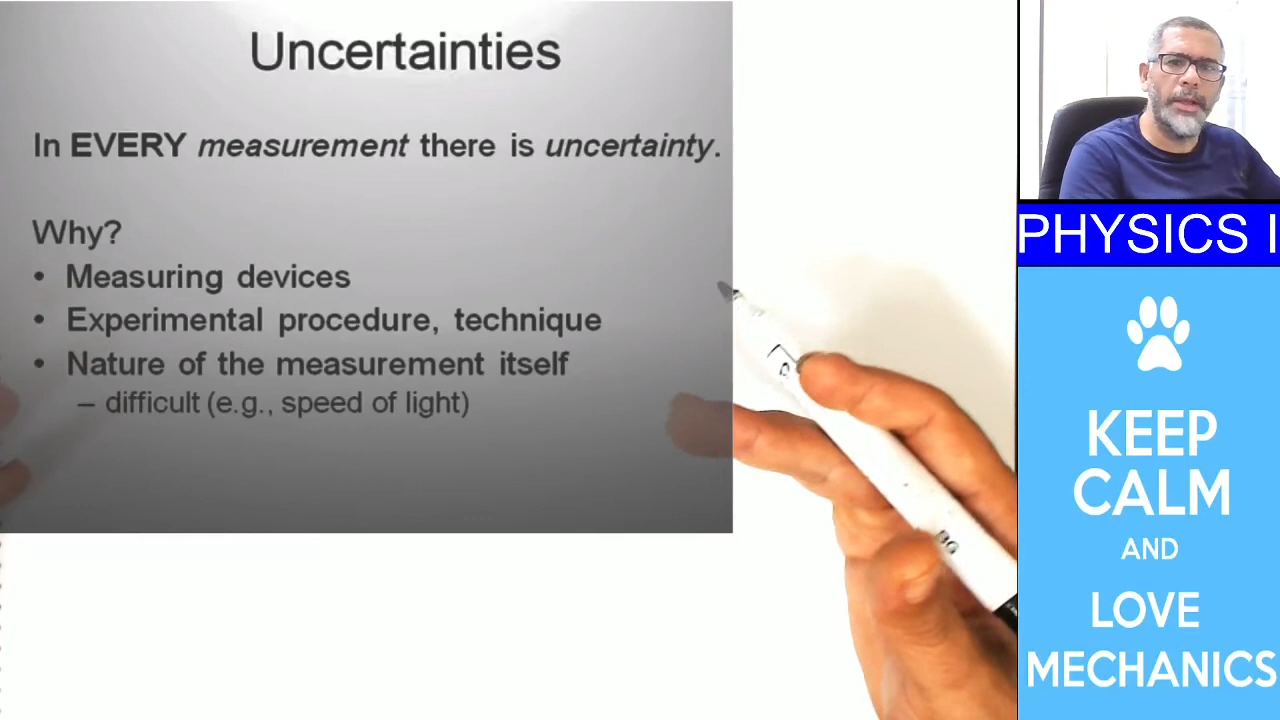 Uncertainties
In EVERY measurement there is uncertainty.
Why?
• Measuring devices
• Experimental procedure, technique
• Nature of the measurement itself
– difficult (e.g., speed of light)
BG
PHYSICS I
KEEP
CALM
AND
LOVE
MECHANICS